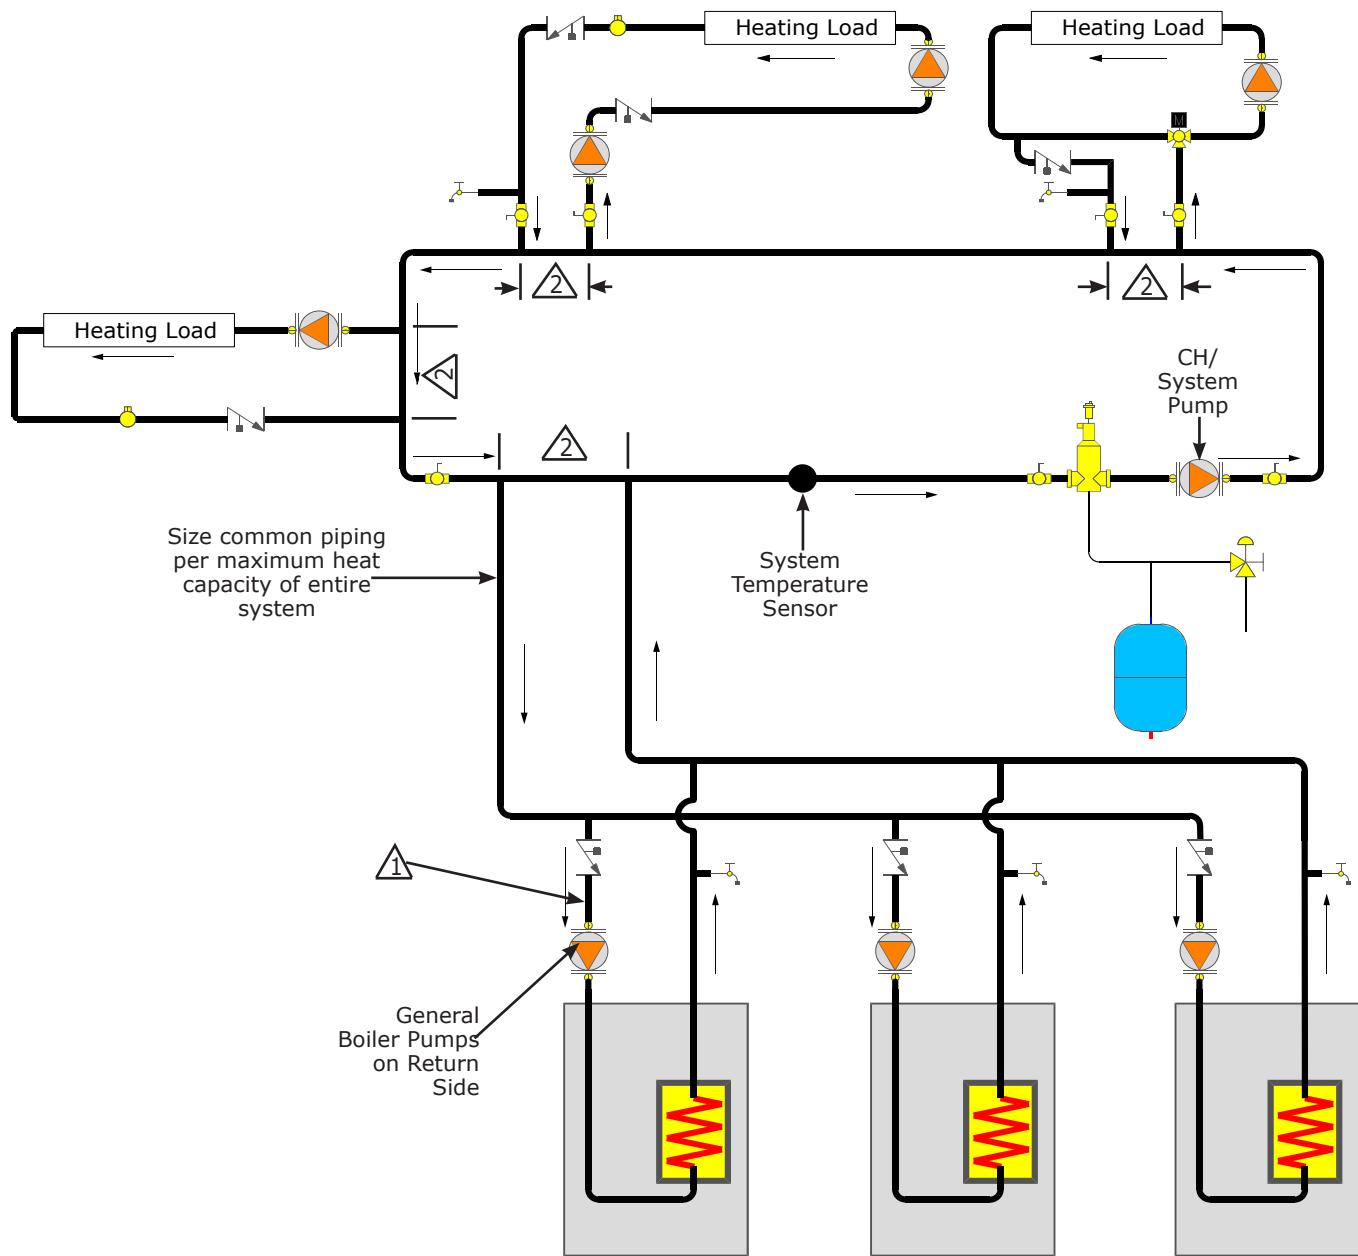 Heating Load
Heating Load
M
2
2
Heating Load
2
CH/
System
Pump
2
Size common piping
per maximum heat
capacity of entire
system
System
Temperature
Sensor
1
General
Boiler Pumps
on Return
Side